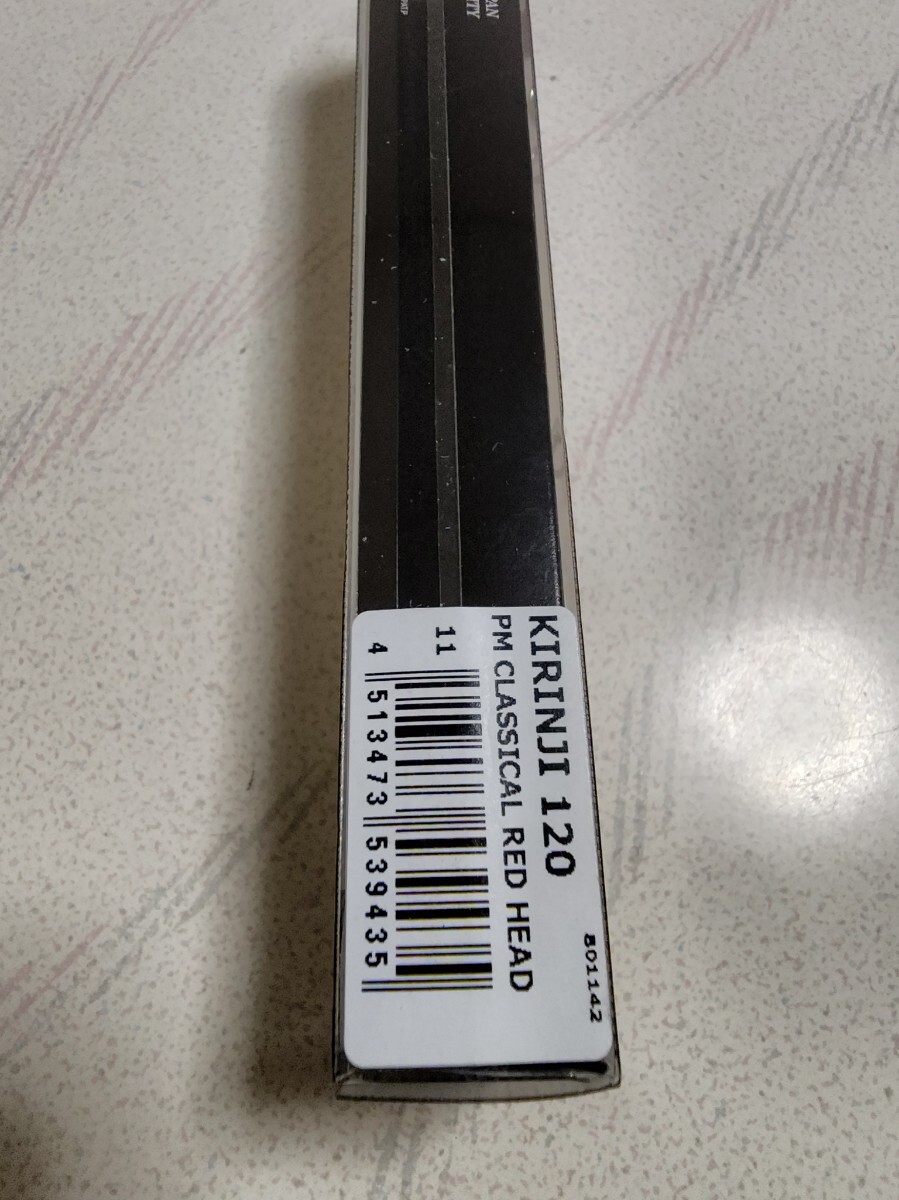 KIRINJI 120
PM CLASSICAL RED HEAD
11
4 513473 539435
801142